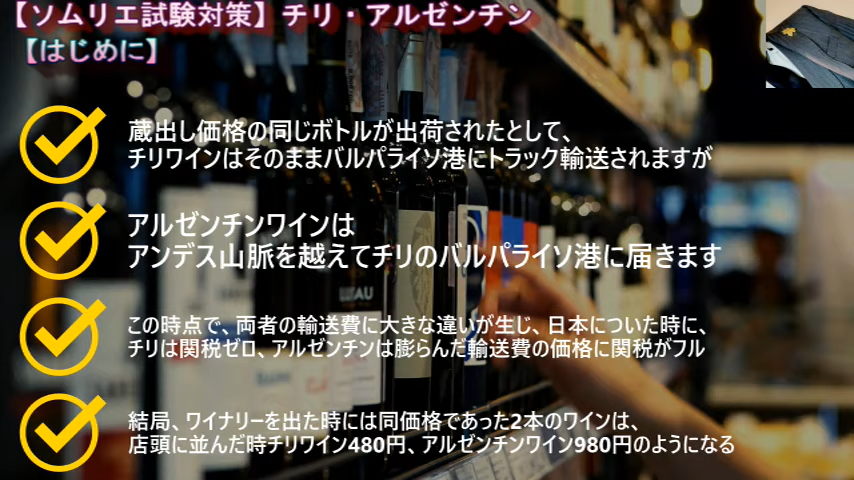 【ソムリエ試験対策】チリ・アルゼンチン
【はじめに】
蔵出し価格の同じボトルが出荷されたとして、
チリワインはそのままバルパライソ港にトラック輸送されますが
アルゼンチンワインは
アンデス山脈を越えてチリのバルパライソ港に届きます
この時点で、両者の輸送費に大きな違いが生じ、日本についた時に、
チリは関税ゼロ、アルゼンチンは膨らんだ輸送費の価格に関税がフル
結局、ワイナリーを出た時には同価格であった2本のワインは、
店頭に並んだ時チリワイン480円、アルゼンチンワイン980円のようになる